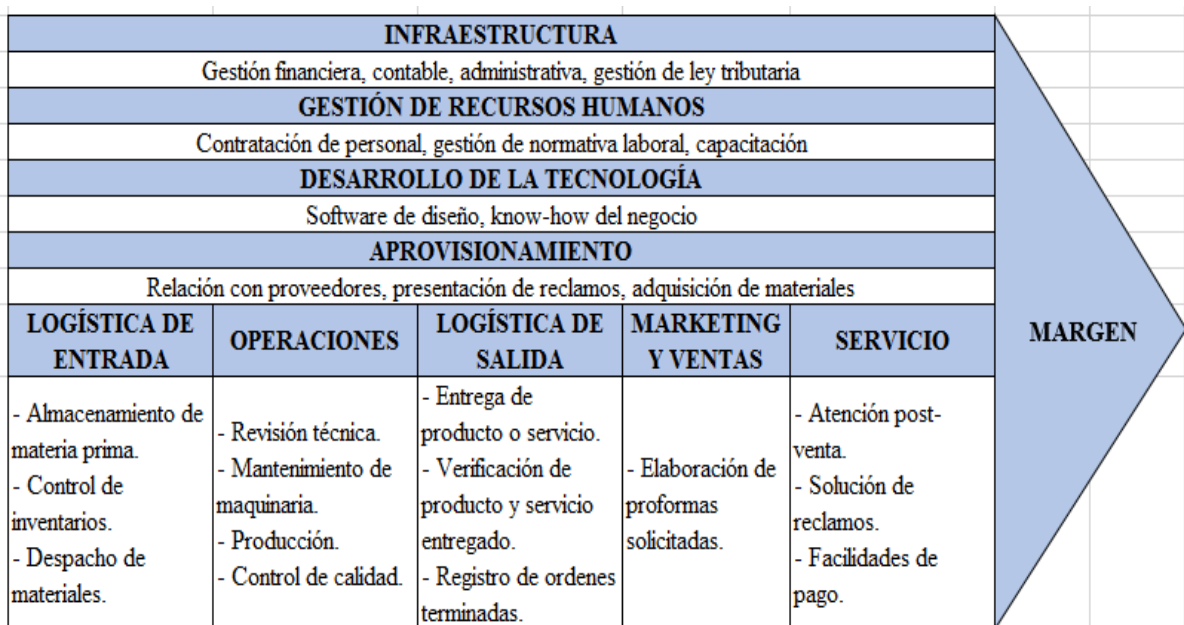 INFRAESTRUCTURA
Gestión financiera, contable, administrativa, gestión de ley tributaria
GESTIÓN DE RECURSOS HUMANOS
Contratación de personal, gestión de normativa laboral, capacitación
DESARROLLO DE LA TECNOLOGÍA
Software de diseño, know-how del negocio
APROVISIONAMIENTO
Relación con proveedores, presentación de reclamos, adquisición de materiales
LOGÍSTICA DE
ENTRADA
OPERACIONES
LOGÍSTICA DE
SALIDA
MARKETING
Y VENTAS
SERVICIO
MARGEN
- Almacenamiento de
materia prima.
- Control de
inventarios.
- Despacho de
materiales.
- Revisión técnica.
- Mantenimiento de
maquinaria.
- Producción.
- Control de calidad.
- Entrega de
producto o servicio.
- Verificación de
producto y servicio
entregado.
- Registro de ordenes
terminadas.
- Elaboración de
proformas
solicitadas.
- Atención post-
venta.
- Solución de
reclamos.
- Facilidades de
pago.